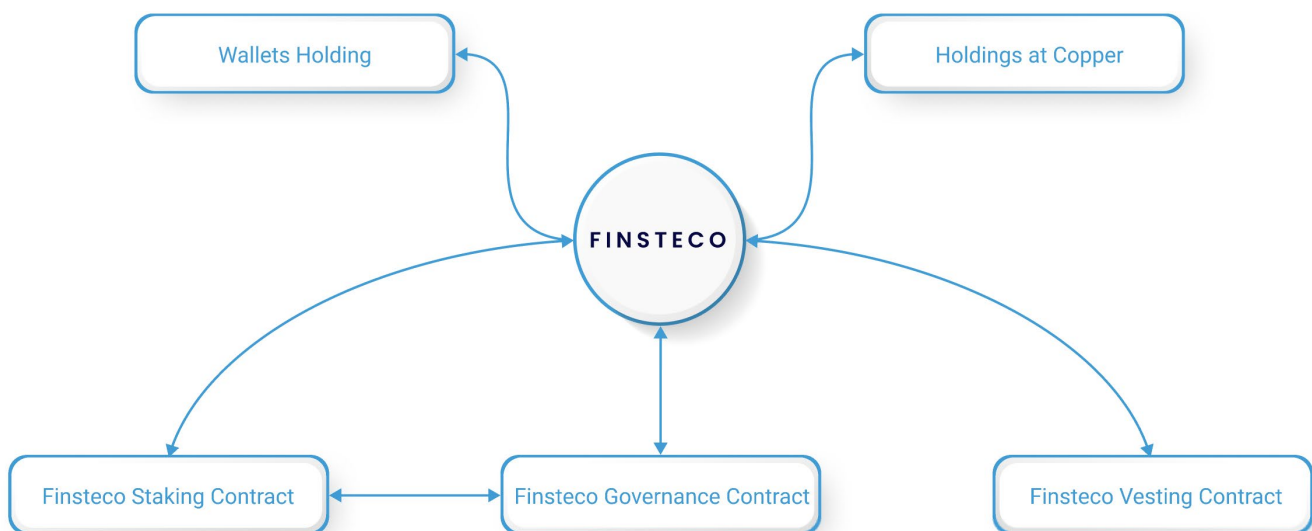 Wallets Holding
Holdings at Copper
FINSTECO
Finsteco Staking Contract
Finsteco Governance Contract
Finsteco Vesting Contract